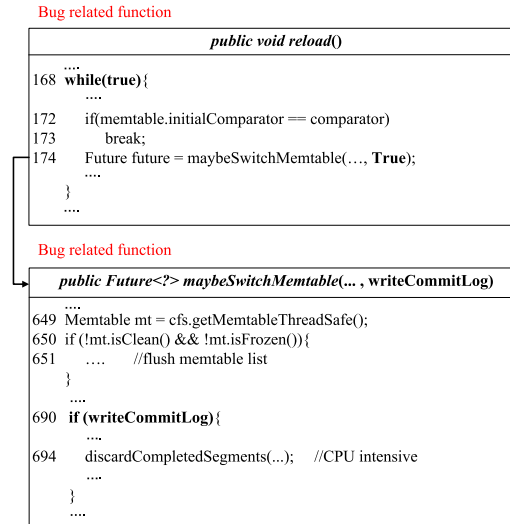 Bug related function
public void reload()
....
168 while(true){
....
172 if(memtable.initialComparator == comparator)
173 break;
174 Future future = maybeSwitchMemtable(…, True);
....
}
....
Bug related function
public Future<?> maybeSwitchMemtable(... , writeCommitLog)
....
649 Memtable mt = cfs.getMemtableThreadSafe();
650 if (!mt.isClean() && !mt.isFrozen()){
651 …. //flush memtable list
}
....
690 if (writeCommitLog){
....
694 discardCompletedSegments(...); //CPU intensive
....
}
....